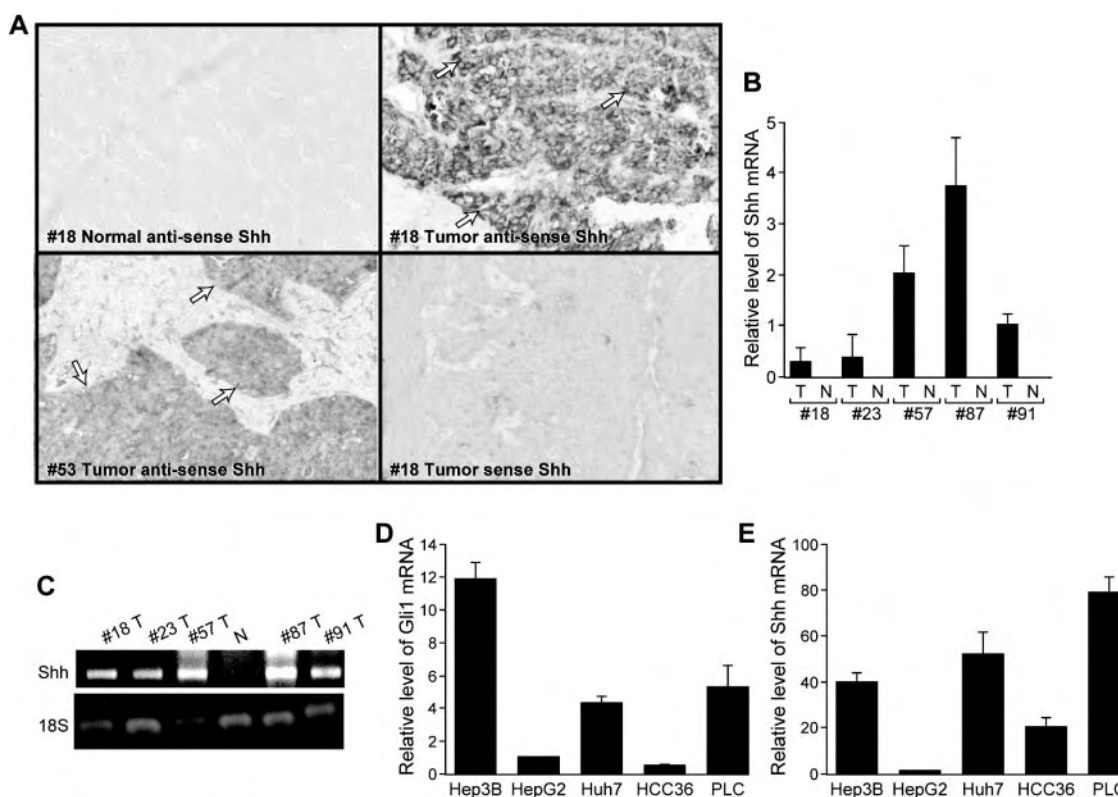 A
#18 Normal anti-sense Shh
#18 Tumor anti-sense Shh
#53 Tumor anti-sense Shh
#18 Tumor sense Shh
B
Relative level of Shh mRNA
5
4
3
2
1
0
T N T N T N T N T N
#18 #23 #57 #87 #91
C
#18 T #23 T #57 T N #87 T #91 T
Shh
18S
D
Relative level of Gli1 mRNA
14
12
10
8
6
4
2
0
Hep3B HepG2 Huh7 HCC36 PLC
E
Relative level of Shh mRNA
100
80
60
40
20
0
Hep3B HepG2 Huh7 HCC36 PLC